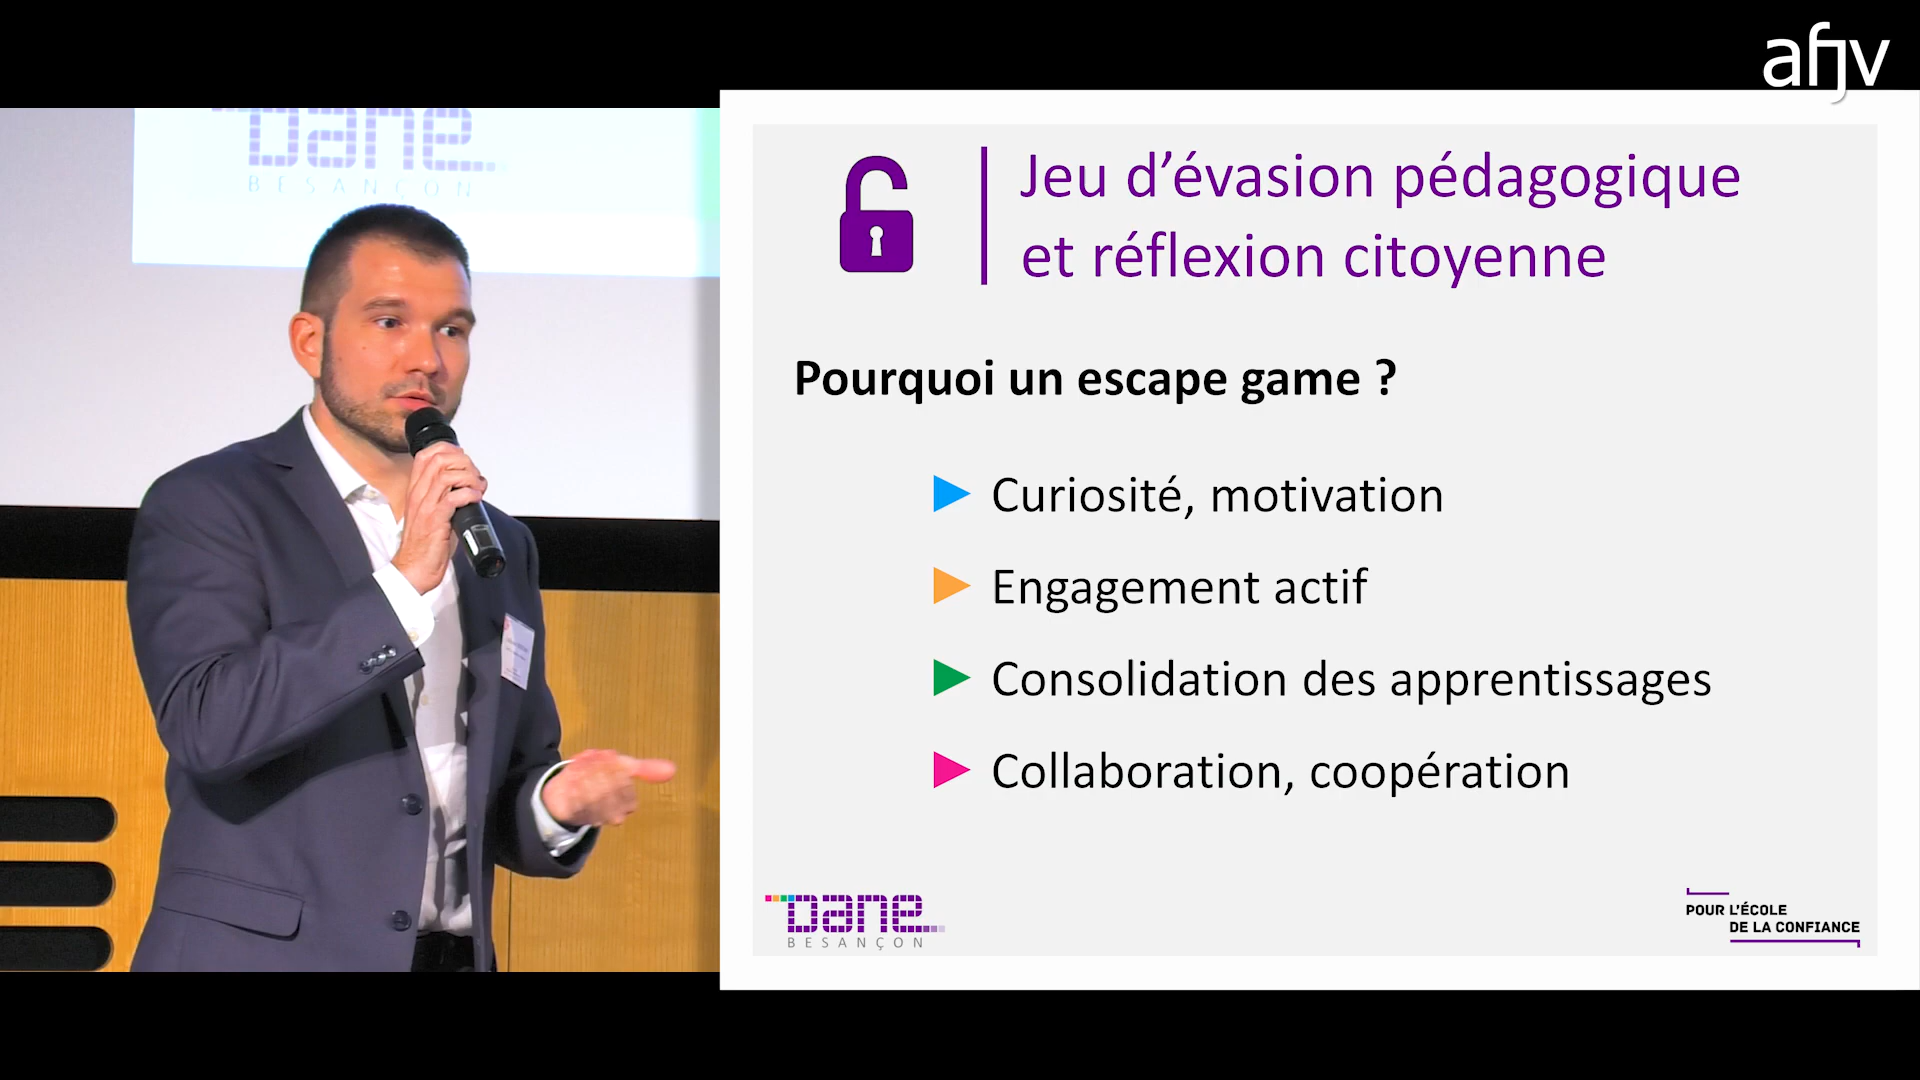 afjv
Dane
BESANÇON
Jeu d’évasion pédagogique
et réflexion citoyenne
Pourquoi un escape game ?
Curiosité, motivation
Engagement actif
Consolidation des apprentissages
Collaboration, coopération
Dane
BESANÇON
POUR L’ÉCOLE
DE LA CONFIANCE